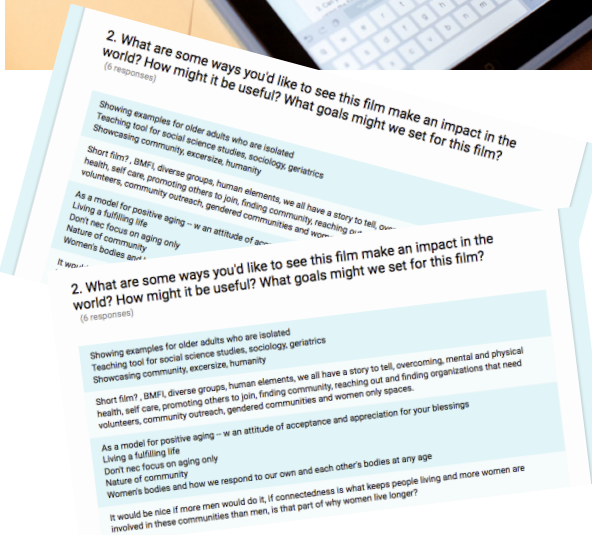 2. What are some ways you'd like to see this film make an impact in the
world? How might it be useful? What goals might we set for this film?
(6 responses)
Showing examples for older adults who are isolated
Teaching tool for social science studies, sociology, geriatrics
Showcasing community, excersize, humanity
Short film? , BMFI, diverse groups, human elements, we all have a story to tell,
health, self care, promoting others to join, finding community, reaching
volunteers, community outreach, gendered communities and
As a model for positive aging -- w an attitude of
Living a fulfilling life
Don't nec focus on aging only
Nature of community
Women's bodies and
It
2. What are some ways you'd like to see this film make an impact in the
world? How might it be useful? What goals might we set for this film?
(6 responses)
Showing examples for older adults who are isolated
Teaching tool for social science studies, sociology, geriatrics
Showcasing community, excersize, humanity
Short film? , BMFI, diverse groups, human elements, we all have a story to tell, overcoming, mental and physical
health, self care, promoting others to join, finding community, reaching out and finding organizations that need
volunteers, community outreach, gendered communities and women only spaces.
As a model for positive aging -- w an attitude of acceptance and appreciation for your blessings
Living a fulfilling life
Don't nec focus on aging only
Nature of community
Women's bodies and how we respond to our own and each other's bodies at any age
It would be nice if more men would do it, if connectedness is what keeps people living and more women are
involved in these communities than men, is that part of why women live longer?